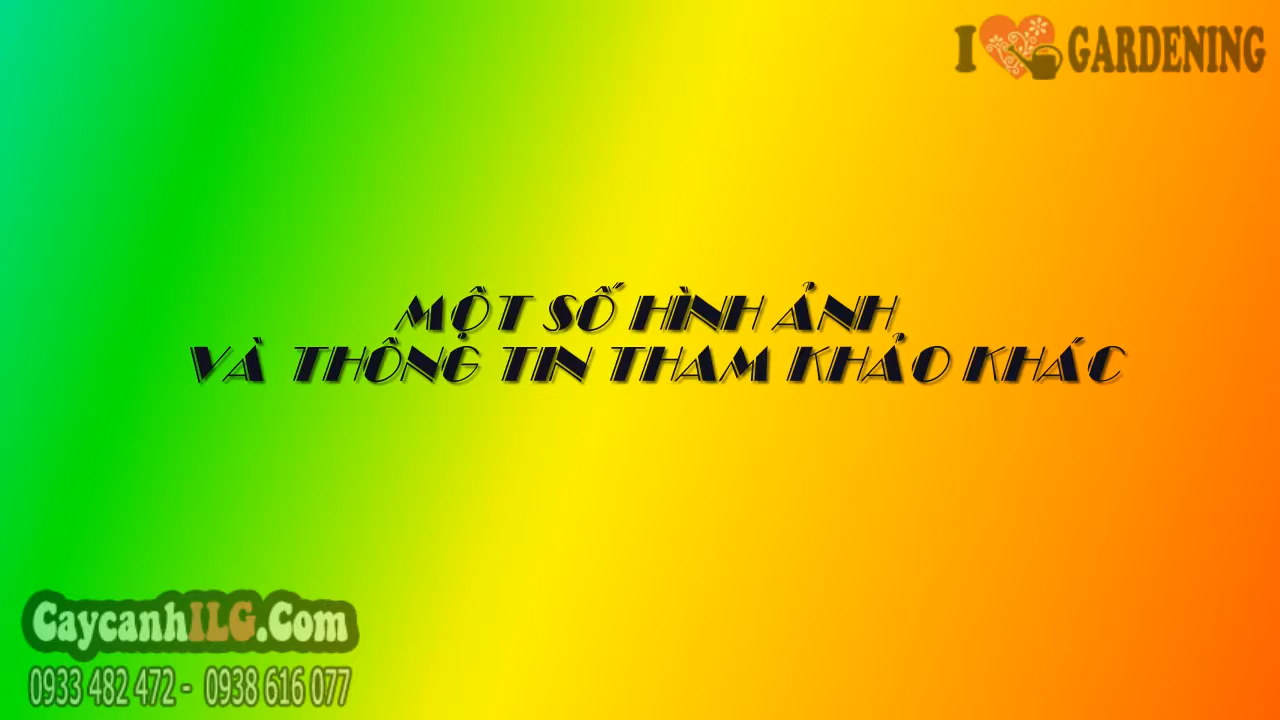 I GARDENING
MỘT SỐ HÌNH ẢNH
VÀ THÔNG TIN THAM KHẢO KHÁC
CaycanhILG.Com
0933 482 472 - 0938 616 077